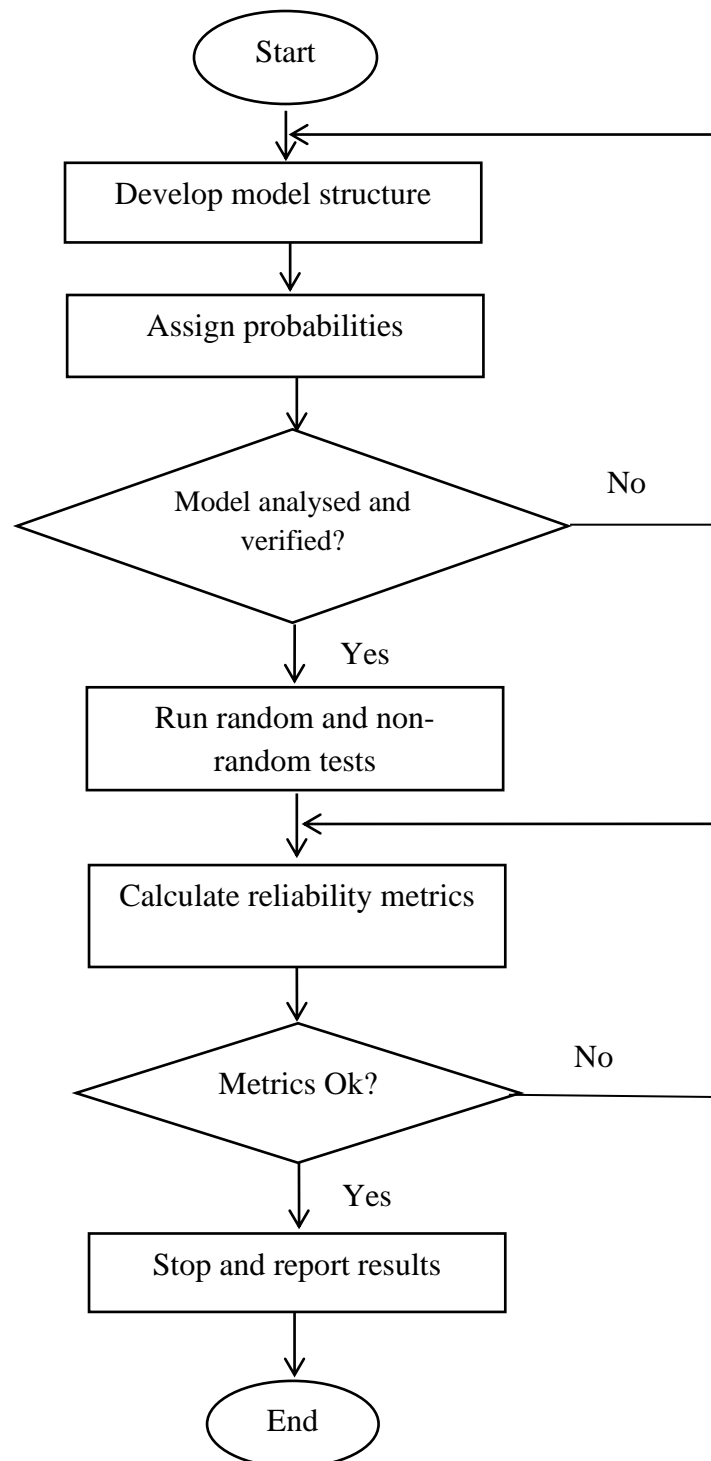 Start
Develop model structure
Assign probabilities
Model analysed and
verified?
No
Yes
Run random and non-
random tests
Calculate reliability metrics
Metrics Ok?
No
Yes
Stop and report results
End